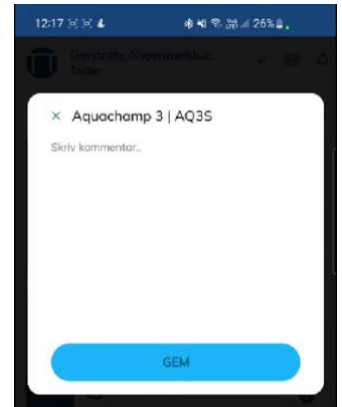 12:17 26%
Gentofte Svømmeklub
Tester
× Aquachamp 3 | AQ3S
Skriv kommentar..
GEM